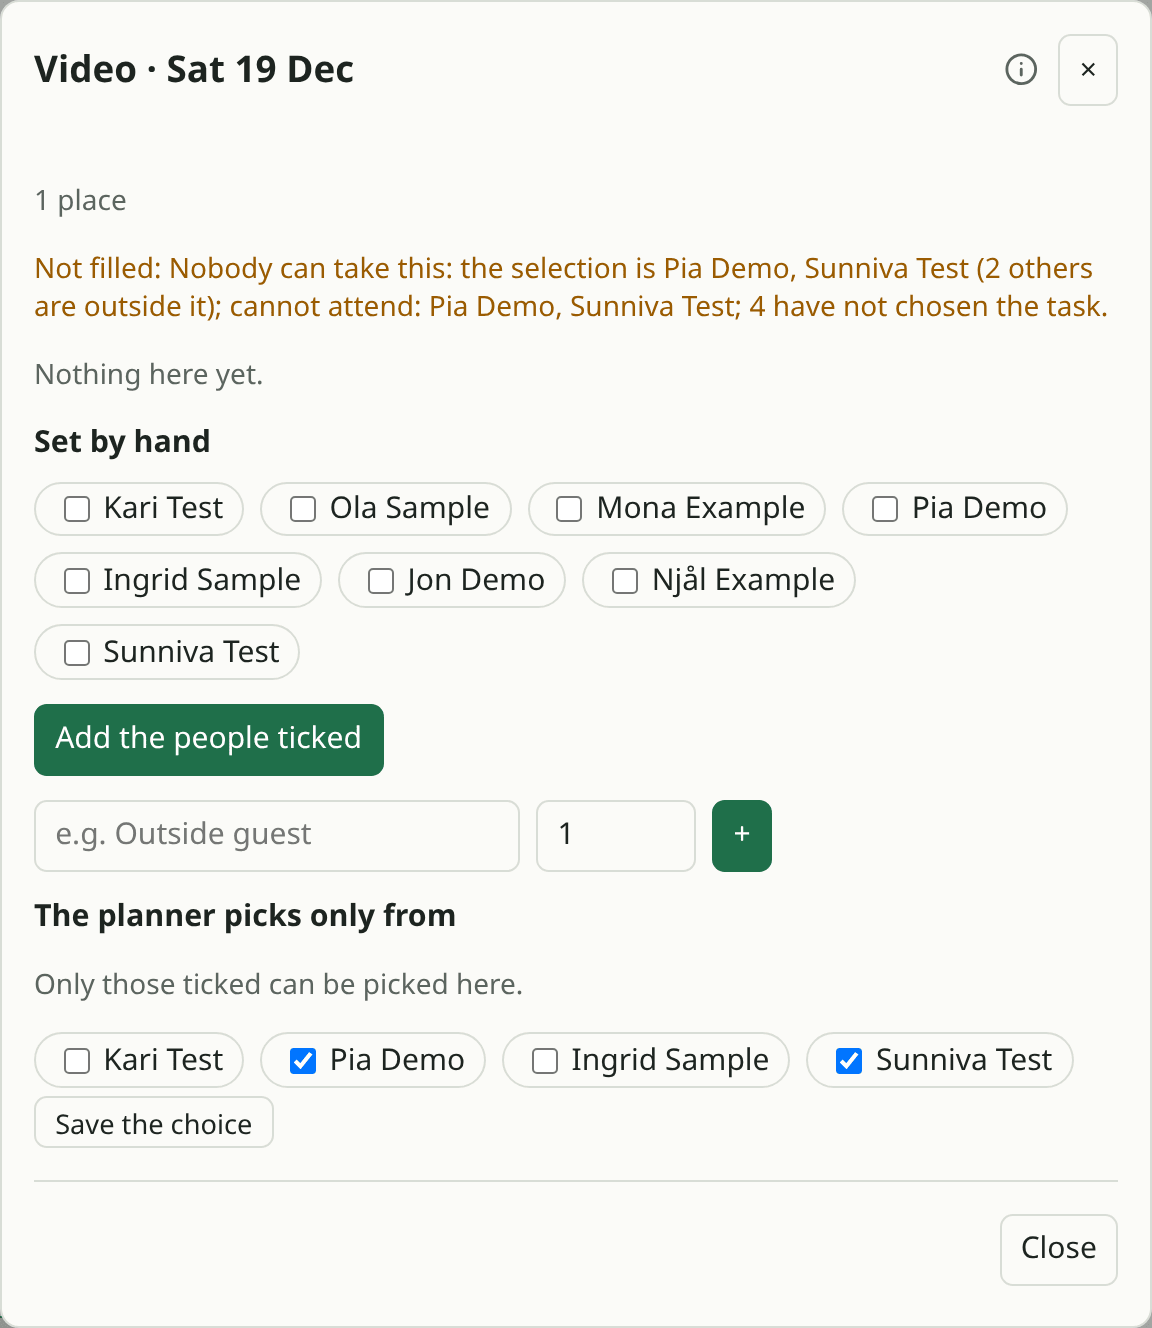 Video · Sat 19 Dec
×
1 place
Not filled: Nobody can take this: the selection is Pia Demo, Sunniva Test (2 others
are outside it); cannot attend: Pia Demo, Sunniva Test; 4 have not chosen the task.
Nothing here yet.
Set by hand
Kari Test Ola Sample Mona Example Pia Demo
Ingrid Sample Jon Demo Njål Example
Sunniva Test
Add the people ticked
e.g. Outside guest 1 +
The planner picks only from
Only those ticked can be picked here.
Kari Test Pia Demo Ingrid Sample Sunniva Test
Save the choice
Close